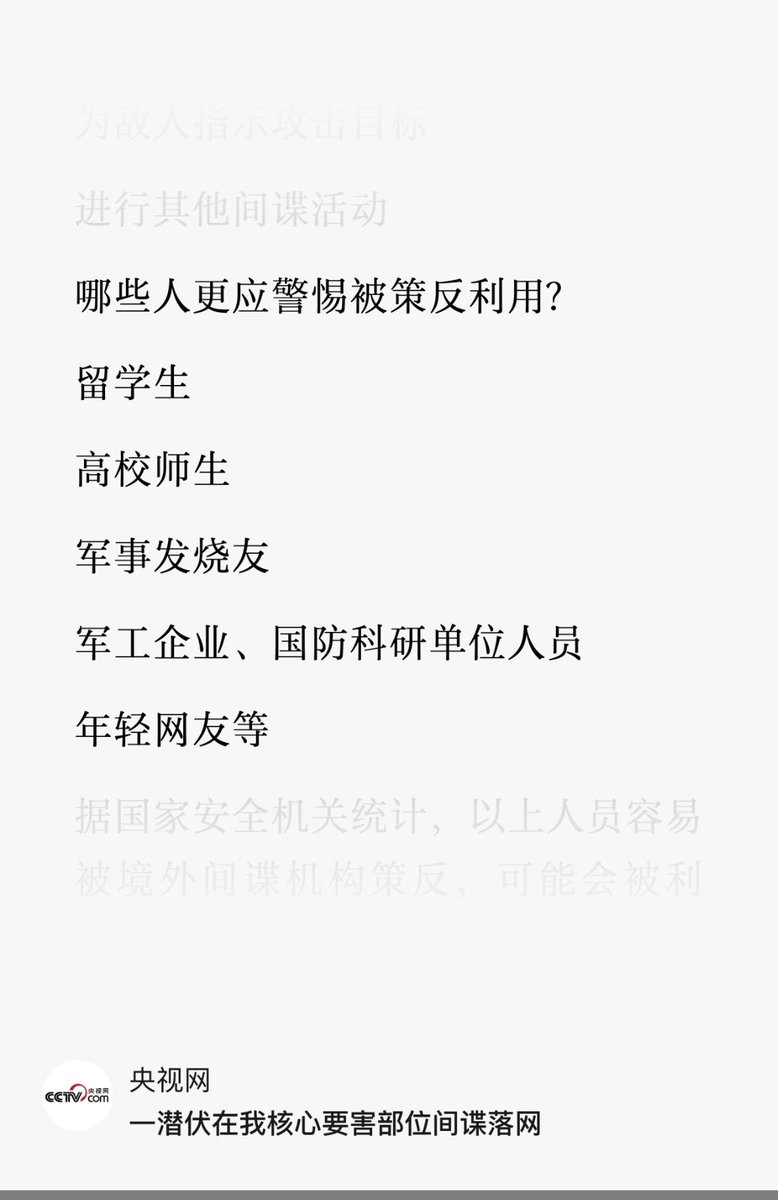 为敌人指示攻击目标
进行其他间谍活动
哪些人更应警惕被策反利用？
留学生
高校师生
军事发烧友
军工企业、国防科研单位人员
年轻网友等
据国家安全机关统计，以上人员容易
被境外间谍机构策反，可能会被利
CCTV 央视网
com
央视网
一潜伏在我核心要害部位间谍落网